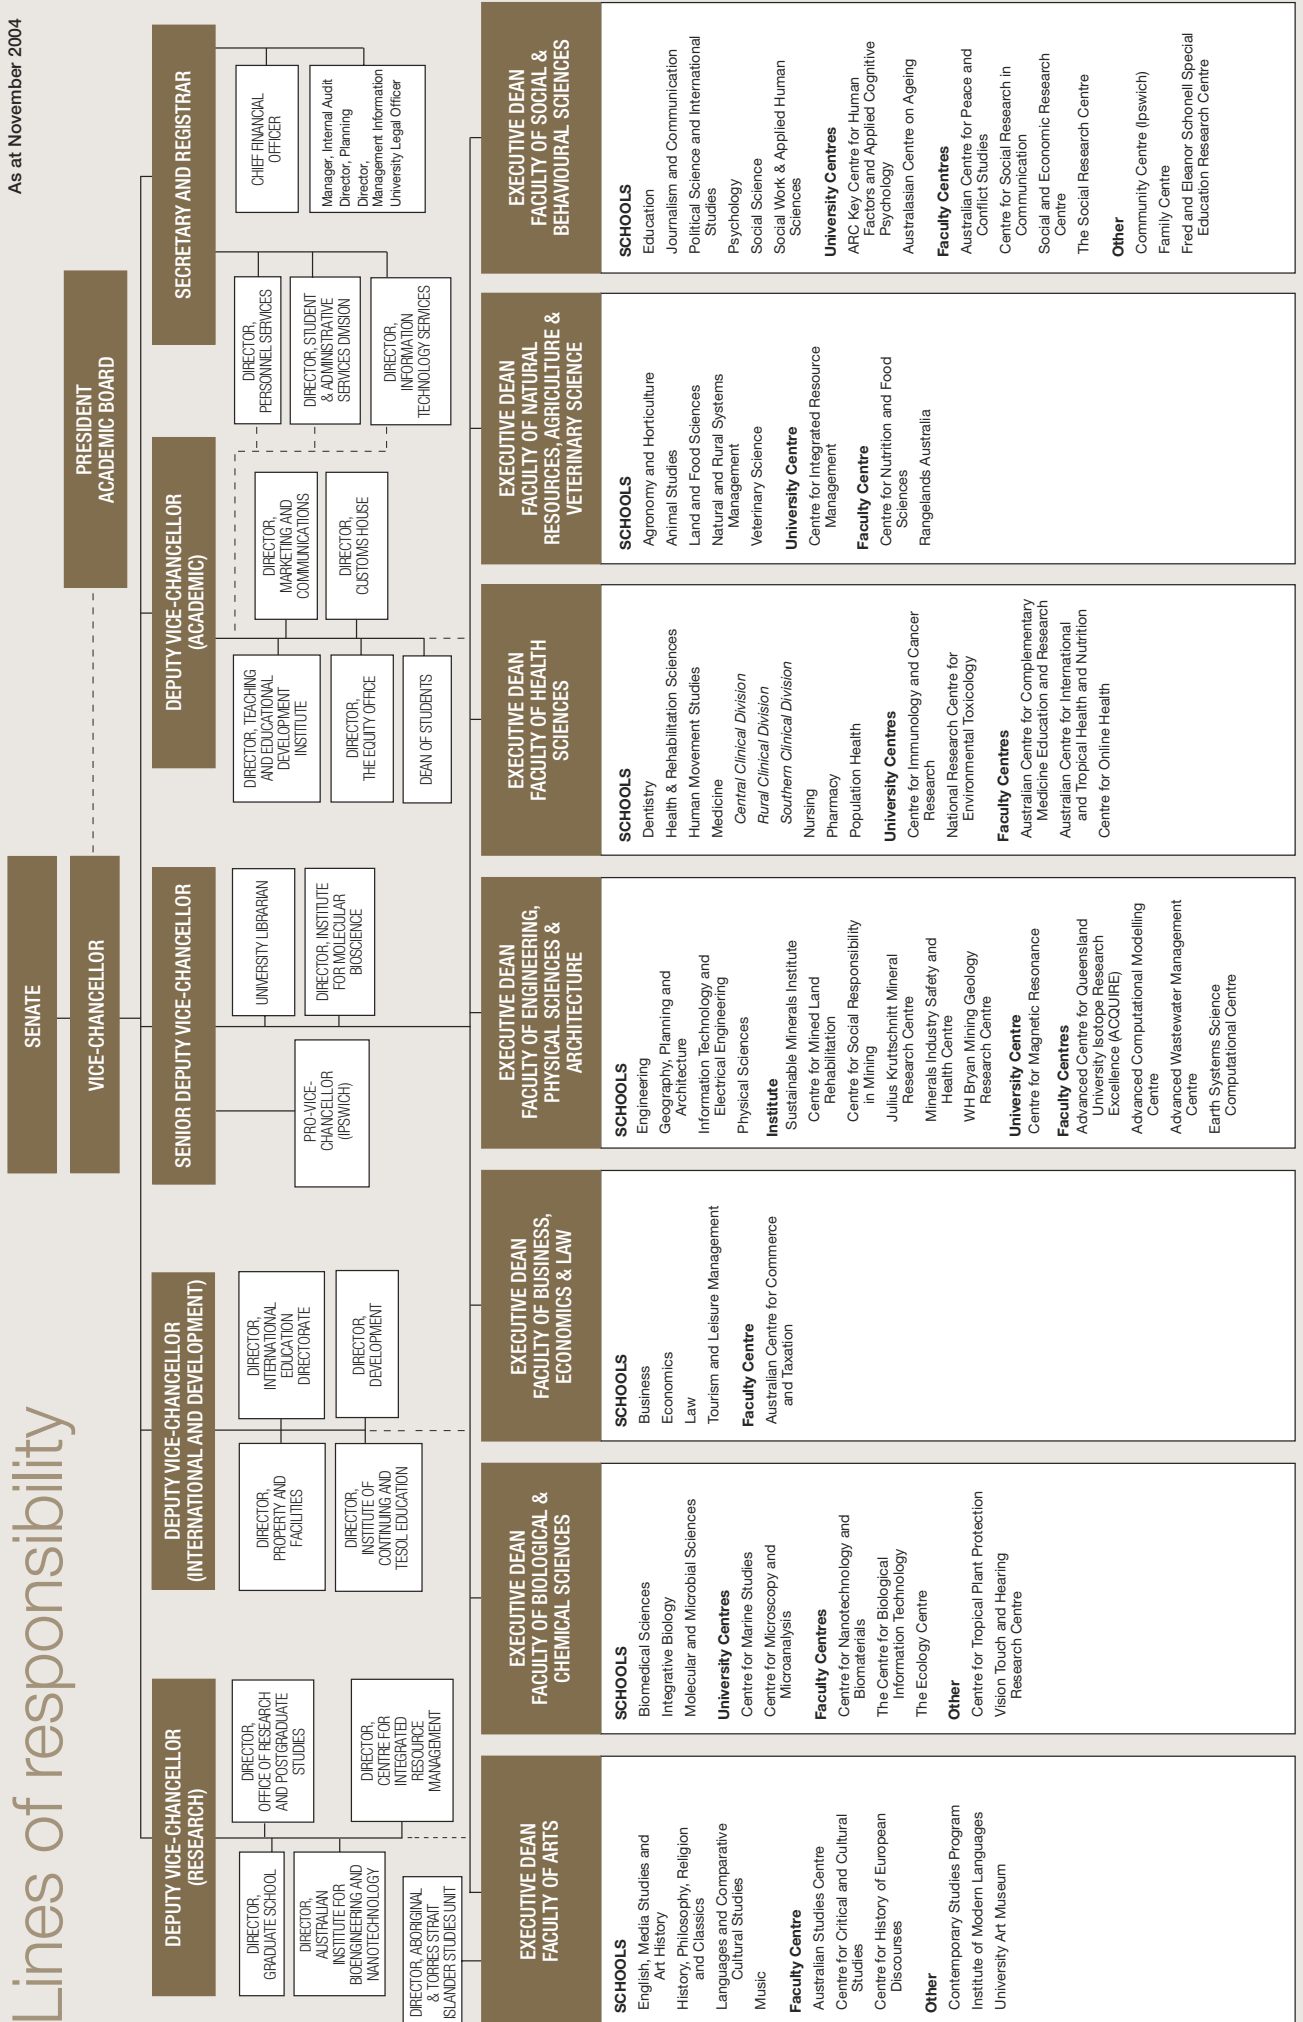 Lines of responsibility
As at November 2004
SENATE
VICE-CHANCELLOR
PRESIDENT
ACADEMIC BOARD
DEPUTY VICE-CHANCELLOR
(RESEARCH)
DIRECTOR,
GRADUATE SCHOOL
DIRECTOR,
AUSTRALIAN
INSTITUTE FOR
BIOENGINEERING AND
NANOTECHNOLOGY
DIRECTOR, ABORIGINAL
& TORRES STRAIT
ISLANDER STUDIES UNIT
DIRECTOR,
OFFICE OF RESEARCH
AND POSTGRADUATE
STUDIES
DIRECTOR,
CENTRE FOR
INTEGRATED
RESOURCE
MANAGEMENT
DEPUTY VICE-CHANCELLOR
(INTERNATIONAL AND DEVELOPMENT)
DIRECTOR,
PROPERTY AND
FACILITIES
DIRECTOR,
INSTITUTE OF
CONTINUING AND
TESOL EDUCATION
DIRECTOR,
INTERNATIONAL
EDUCATION
DIRECTORATE
DIRECTOR,
DEVELOPMENT
SENIOR DEPUTY VICE-CHANCELLOR
PRO-VICE-
CHANCELLOR
(IPSWICH)
UNIVERSITY LIBRARIAN
DIRECTOR, INSTITUTE
FOR MOLECULAR
BIOSCIENCE
DEPUTY VICE-CHANCELLOR
(ACADEMIC)
DIRECTOR, TEACHING
AND EDUCATIONAL
DEVELOPMENT
INSTITUTE
DIRECTOR,
THE EQUITY OFFICE
DEAN OF STUDENTS
DIRECTOR,
MARKETING AND
COMMUNICATIONS
DIRECTOR,
CUSTOMS HOUSE
SECRETARY AND REGISTRAR
DIRECTOR,
PERSONNEL SERVICES
DIRECTOR, STUDENT
& ADMINISTRATIVE
SERVICES DIVISION
DIRECTOR,
INFORMATION
TECHNOLOGY SERVICES
CHIEF FINANCIAL
OFFICER
Manager, Internal Audit
Director, Planning
Director,
Management Information
University Legal Officer
EXECUTIVE DEAN
FACULTY OF ARTS
SCHOOLS
English, Media Studies and
Art History
History, Philosophy, Religion
and Classics
Languages and Comparative
Cultural Studies
Music
Faculty Centre
Australian Studies Centre
Centre for Critical and Cultural
Studies
Centre for History of European
Discourses
Other
Contemporary Studies Program
Institute of Modern Languages
University Art Museum
EXECUTIVE DEAN
FACULTY OF BIOLOGICAL &
CHEMICAL SCIENCES
SCHOOLS
Biomedical Sciences
Integrative Biology
Molecular and Microbial Sciences
University Centres
Centre for Marine Studies
Centre for Microscopy and
Microanalysis
Faculty Centres
Centre for Nanotechnology and
Biomaterials
The Centre for Biological
Information Technology
The Ecology Centre
Other
Centre for Tropical Plant Protection
Vision Touch and Hearing
Research Centre
EXECUTIVE DEAN
FACULTY OF BUSINESS,
ECONOMICS & LAW
SCHOOLS
Business
Economics
Law
Tourism and Leisure Management
Faculty Centre
Australian Centre for Commerce
and Taxation
EXECUTIVE DEAN
FACULTY OF ENGINEERING,
PHYSICAL SCIENCES &
ARCHITECTURE
SCHOOLS
Engineering
Geography, Planning and
Architecture
Information Technology and
Electrical Engineering
Physical Sciences
Institute
Sustainable Minerals Institute
Centre for Mined Land
Rehabilitation
Centre for Social Responsibility
in Mining
Julius Kruttschnitt Mineral
Research Centre
Minerals Industry Safety and
Health Centre
WH Bryan Mining Geology
Research Centre
University Centre
Centre for Magnetic Resonance
Faculty Centres
Advanced Centre for Queensland
University Isotope Research
Excellence (ACQUIRE)
Advanced Computational Modelling
Centre
Advanced Wastewater Management
Centre
Earth Systems Science
Computational Centre
EXECUTIVE DEAN
FACULTY OF HEALTH
SCIENCES
SCHOOLS
Dentistry
Health & Rehabilitation Sciences
Human Movement Studies
Medicine
Central Clinical Division
Rural Clinical Division
Southern Clinical Division
Nursing
Pharmacy
Population Health
University Centres
Centre for Immunology and Cancer
Research
National Research Centre for
Environmental Toxicology
Faculty Centres
Australian Centre for Complementary
Medicine Education and Research
Australian Centre for International
and Tropical Health and Nutrition
Centre for Online Health
EXECUTIVE DEAN
FACULTY OF NATURAL
RESOURCES, AGRICULTURE &
VETERINARY SCIENCE
SCHOOLS
Agronomy and Horticulture
Animal Studies
Land and Food Sciences
Natural and Rural Systems
Management
Veterinary Science
University Centre
Centre for Integrated Resource
Management
Faculty Centre
Centre for Nutrition and Food
Sciences
Rangelands Australia
EXECUTIVE DEAN
FACULTY OF SOCIAL &
BEHAVIOURAL SCIENCES
SCHOOLS
Education
Journalism and Communication
Political Science and International
Studies
Psychology
Social Science
Social Work & Applied Human
Sciences
University Centres
ARC Key Centre for Human
Factors and Applied Cognitive
Psychology
Australasian Centre on Ageing
Faculty Centres
Australian Centre for Peace and
Conflict Studies
Centre for Social Research in
Communication
Social and Economic Research
Centre
The Social Research Centre
Other
Community Centre (Ipswich)
Family Centre
Fred and Eleanor Schonell Special
Education Research Centre